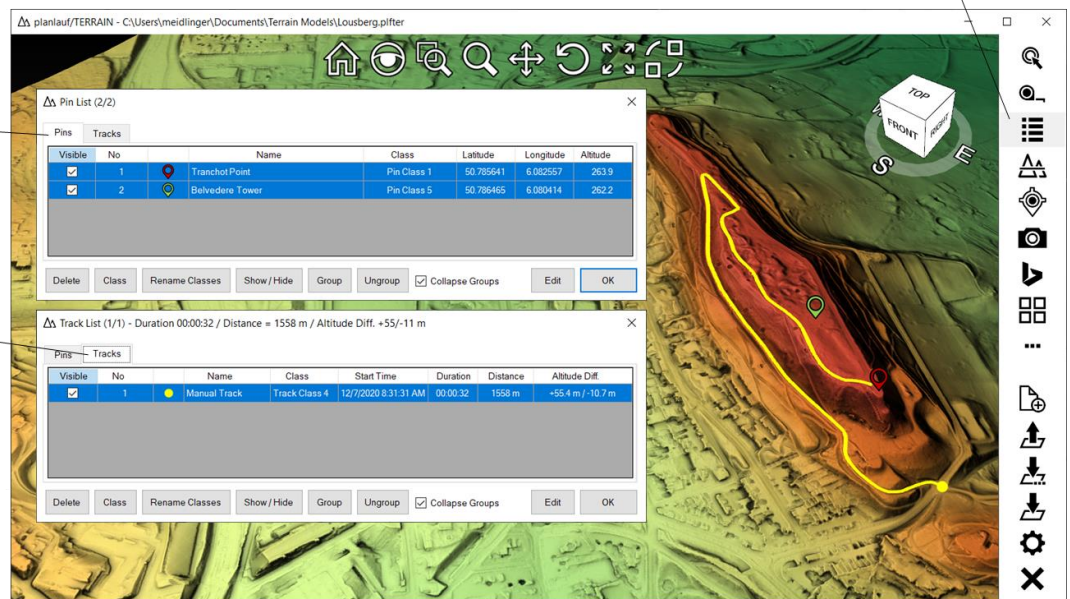 planlauf/TERRAIN - C:\Users\meidlinger\Documents\Terrain Models\Lousberg.plfter
TOP
FRONT
RIGHT
W
S
E
Pin List (2/2)
Pins Tracks
Visible No Name Class Latitude Longitude Altitude
1 Tranchot Point Pin Class 1 50.785641 6.082557 263.9
2 Belvedere Tower Pin Class 5 50.786465 6.080414 262.2
Delete Class Rename Classes Show / Hide Group Ungroup Collapse Groups Edit OK
Track List (1/1) - Duration 00:00:32 / Distance = 1558 m / Altitude Diff. +55/-11 m
Pins Tracks
Visible No Name Class Start Time Duration Distance Altitude Diff.
1 Manual Track Track Class 4 12/7/2020 8:31:31 AM 00:00:32 1558 m +55.4 m / -10.7 m
Delete Class Rename Classes Show / Hide Group Ungroup Collapse Groups Edit OK